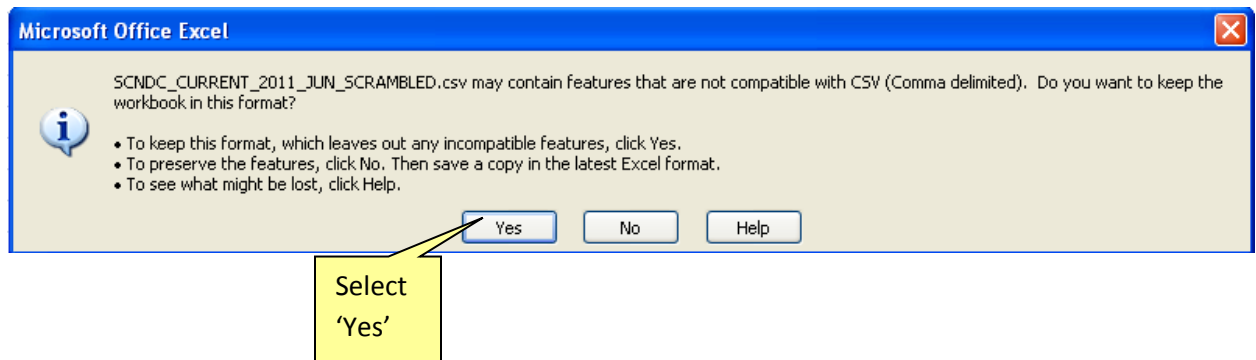 Microsoft Office Excel
SCNDC_CURRENT_2011_JUN_SCRAMBLED.csv may contain features that are not compatible with CSV (Comma delimited).  Do you want to keep the
workbook in this format?
• To keep this format, which leaves out any incompatible features, click Yes.
• To preserve the features, click No. Then save a copy in the latest Excel format.
• To see what might be lost, click Help.
Yes No Help
Select
‘Yes’